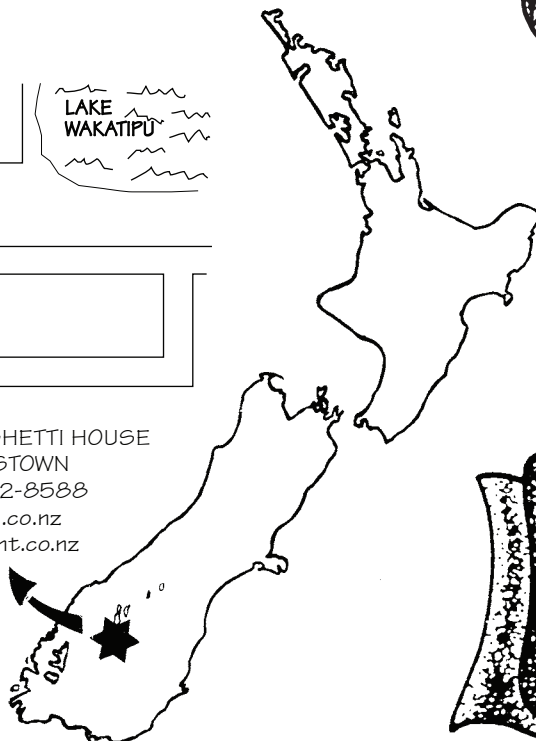 LAKE
WAKATIPU
HETTI HOUSE
STOWN
2-8588
.co.nz
nt.co.nz